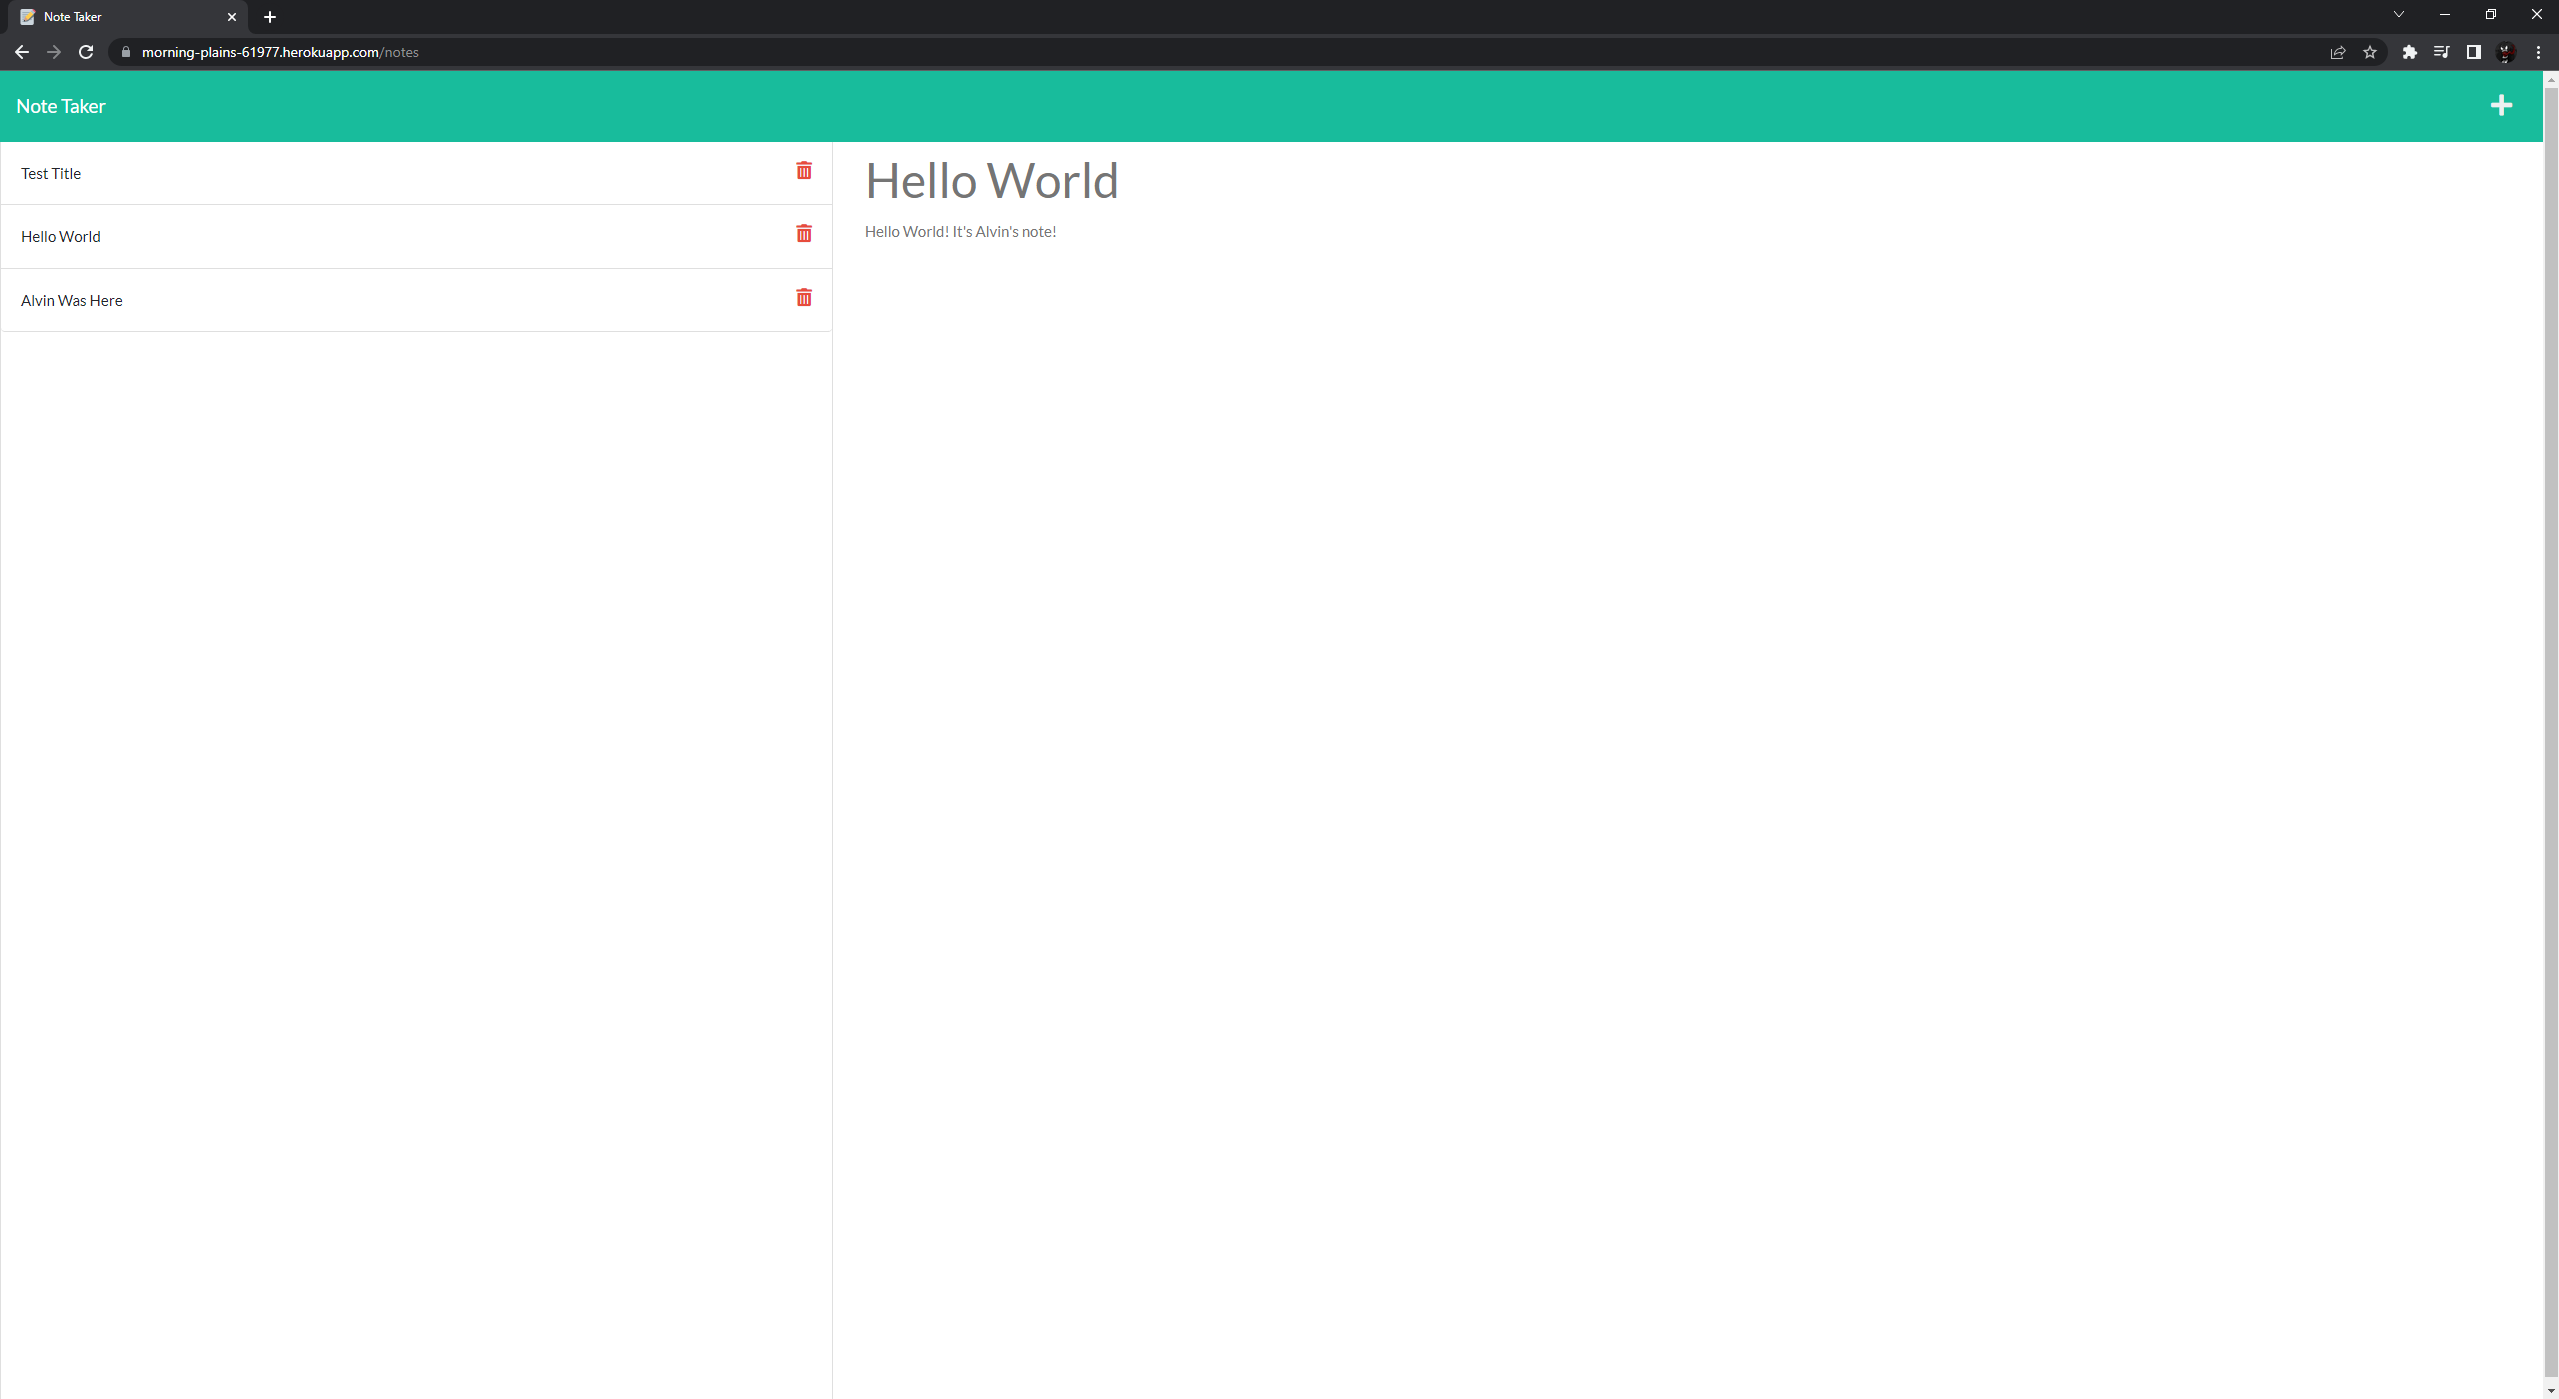 Note Taker
morning-plains-61977.herokuapp.com/notes
Note Taker
Test Title
Hello World
Alvin Was Here
Hello World
Hello World! It's Alvin's note!